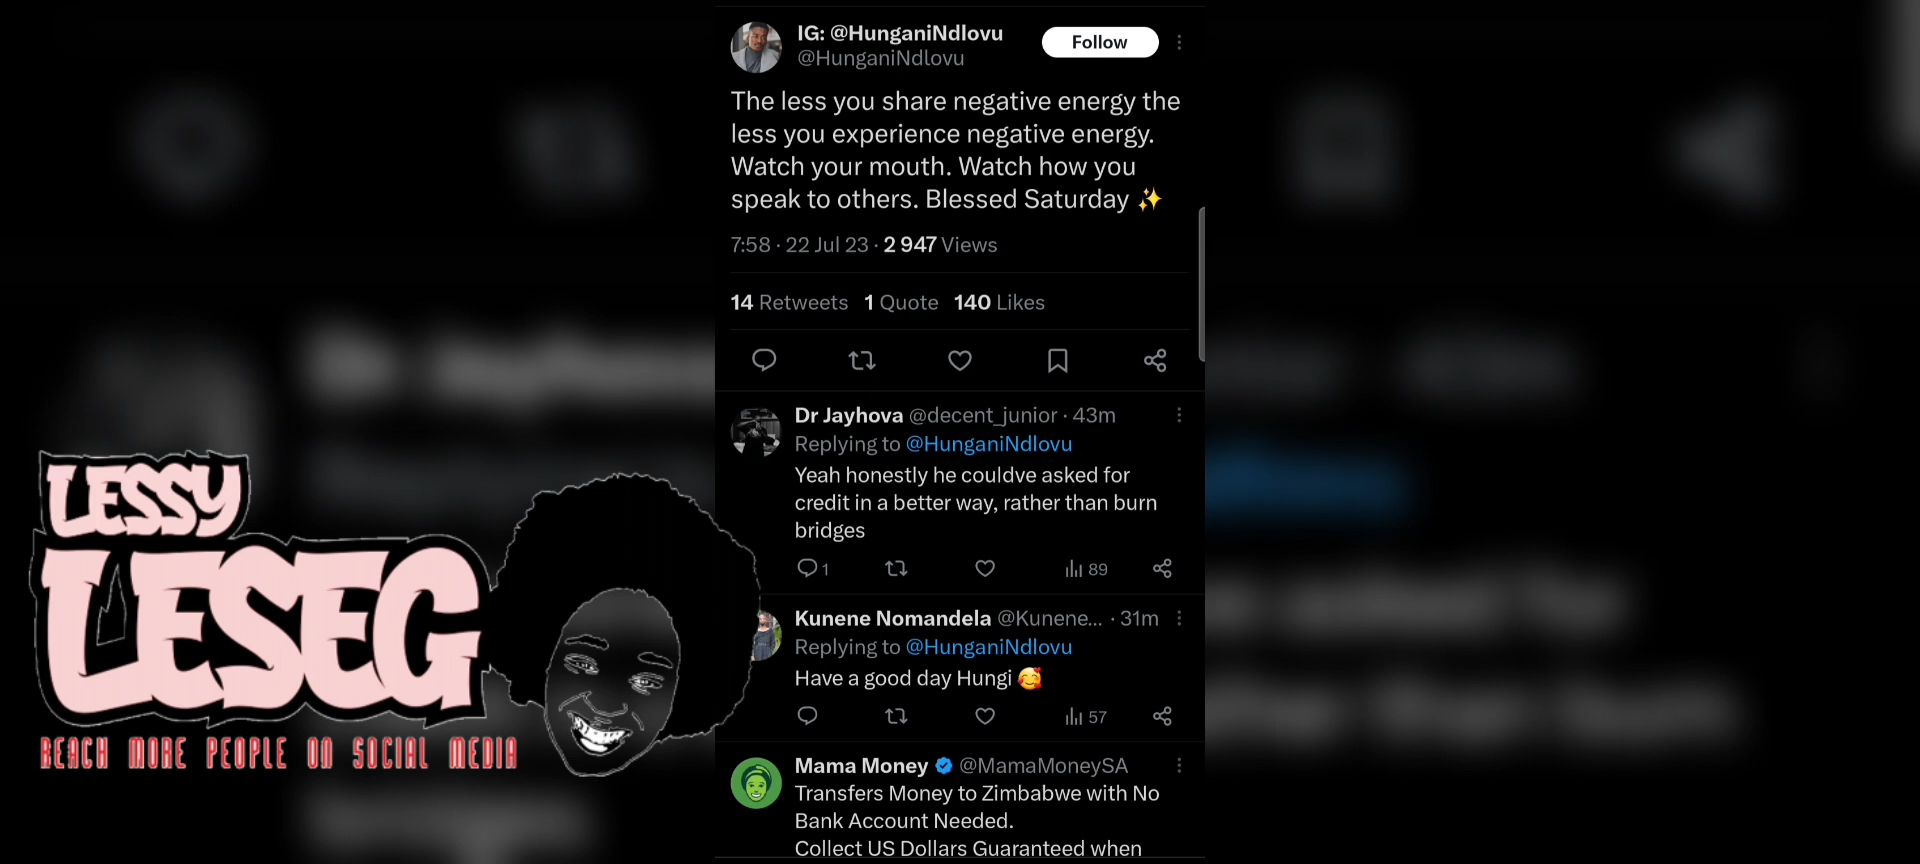 IG: @HunganiNdlovu
@HunganiNdlovu
Follow
The less you share negative energy the
less you experience negative energy.
Watch your mouth. Watch how you
speak to others. Blessed Saturday ✨
7:58 · 22 Jul 23 · 2 947 Views
14 Retweets 1 Quote 140 Likes
Dr Jayhova @decent_junior · 43m
Replying to @HunganiNdlovu
Yeah honestly he couldve asked for
credit in a better way, rather than burn
bridges
1
89
Kunene Nomandela @Kunene... · 31m
Replying to @HunganiNdlovu
Have a good day Hungi 🥰
57
Mama Money @MamaMoneySA
Transfers Money to Zimbabwe with No
Bank Account Needed.
Collect US Dollars Guaranteed when
LESSY
LESEG
REACH MORE PEOPLE ON SOCIAL MEDIA